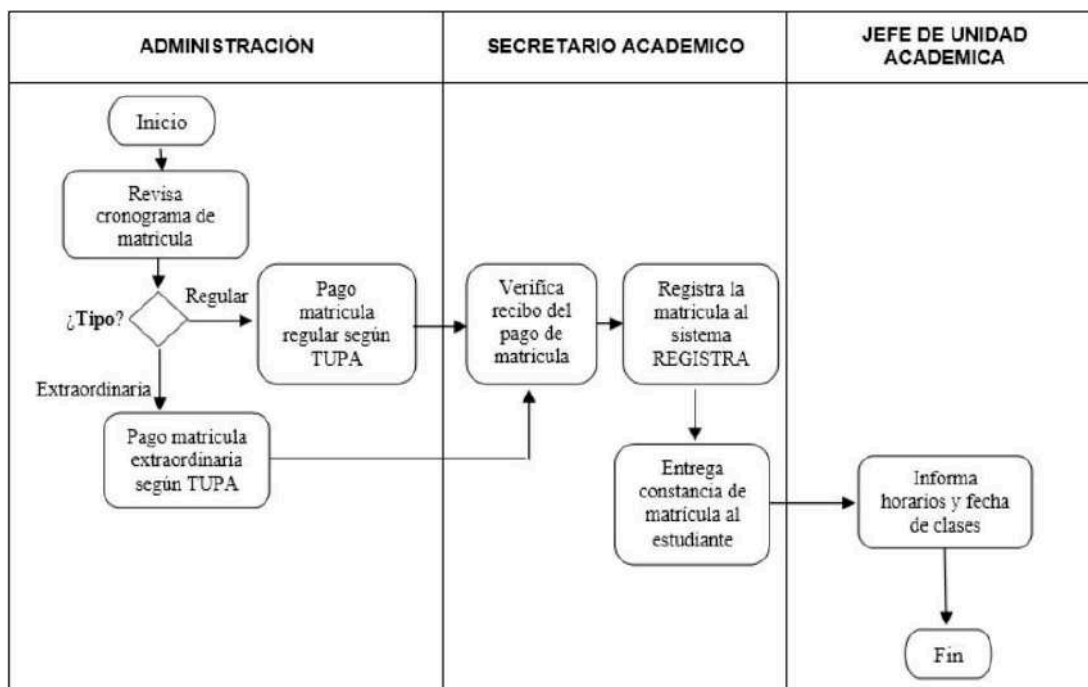 ADMINISTRACIÓN
SECRETARIO ACADEMICO
JEFE DE UNIDAD
ACADEMICA
Inicio
Revisa
cronograma de
matricula
¿Tipo?
Regular
Extraordinaria
Pago
matricula
regular según
TUPA
Pago matricula
extraordinaria
según TUPA
Verifica
recibo del
pago de
matricula
Registra la
matricula al
sistema
REGISTRA
Entrega
constancia de
matrícula al
estudiante
Informa
horarios y fecha
de clases
Fin